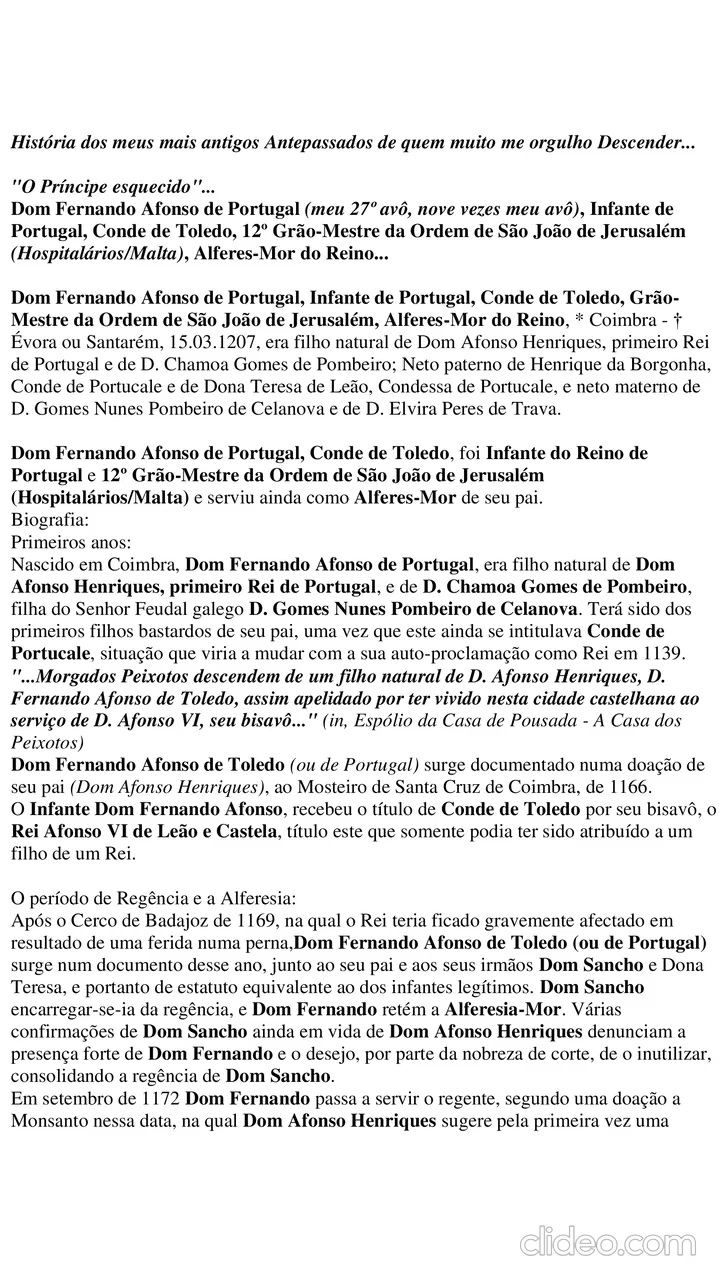 História dos meus mais antigos Antepassados de quem muito me orgulho Descender...
"O Príncipe esquecido"...
Dom Fernando Afonso de Portugal (meu 27º avô, nove vezes meu avô), Infante de
Portugal, Conde de Toledo, 12º Grão-Mestre da Ordem de São João de Jerusalém
(Hospitalários/Malta), Alferes-Mor do Reino...
Dom Fernando Afonso de Portugal, Infante de Portugal, Conde de Toledo, Grão-
Mestre da Ordem de São João de Jerusalém, Alferes-Mor do Reino, * Coimbra - †
Évora ou Santarém, 15.03.1207, era filho natural de Dom Afonso Henriques, primeiro Rei
de Portugal e de D. Chamoa Gomes de Pombeiro; Neto paterno de Henrique da Borgonha,
Conde de Portucale e de Dona Teresa de Leão, Condessa de Portucale, e neto materno de
D. Gomes Nunes Pombeiro de Celanova e de D. Elvira Peres de Trava.
Dom Fernando Afonso de Portugal, Conde de Toledo, foi Infante do Reino de
Portugal e 12º Grão-Mestre da Ordem de São João de Jerusalém
(Hospitalários/Malta) e serviu ainda como Alferes-Mor de seu pai.
Biografia:
Primeiros anos:
Nascido em Coimbra, Dom Fernando Afonso de Portugal, era filho natural de Dom
Afonso Henriques, primeiro Rei de Portugal, e de D. Chamoa Gomes de Pombeiro,
filha do Senhor Feudal galego D. Gomes Nunes Pombeiro de Celanova. Terá sido dos
primeiros filhos bastardos de seu pai, uma vez que este ainda se intitulava Conde de
Portucale, situação que viria a mudar com a sua auto-proclamação como Rei em 1139.
"...Morgados Peixotos descendem de um filho natural de D. Afonso Henriques, D.
Fernando Afonso de Toledo, assim apelidado por ter vivido nesta cidade castelhana ao
serviço de D. Afonso VI, seu bisavô..." (in, Espólio da Casa de Pousada - A Casa dos
Peixotos)
Dom Fernando Afonso de Toledo (ou de Portugal) surge documentado numa doação de
seu pai (Dom Afonso Henriques), ao Mosteiro de Santa Cruz de Coimbra, de 1166.
O Infante Dom Fernando Afonso, recebeu o título de Conde de Toledo por seu bisavô, o
Rei Afonso VI de Leão e Castela, título este que somente podia ter sido atribuído a um
filho de um Rei.
O período de Regência e a Alferesia:
Após o Cerco de Badajoz de 1169, na qual o Rei teria ficado gravemente afectado em
resultado de uma ferida numa perna,Dom Fernando Afonso de Toledo (ou de Portugal)
surge num documento desse ano, junto ao seu pai e aos seus irmãos Dom Sancho e Dona
Teresa, e portanto de estatuto equivalente ao dos infantes legítimos. Dom Sancho
encarregar-se-ia da regência, e Dom Fernando retém a Alferesia-Mor. Várias
confirmações de Dom Sancho ainda em vida de Dom Afonso Henriques denunciam a
presença forte de Dom Fernando e o desejo, por parte da nobreza de corte, de o inutilizar,
consolidando a regência de Dom Sancho.
Em setembro de 1172 Dom Fernando passa a servir o regente, segundo uma doação a
Monsanto nessa data, na qual Dom Afonso Henriques sugere pela primeira vez uma
clideo.com